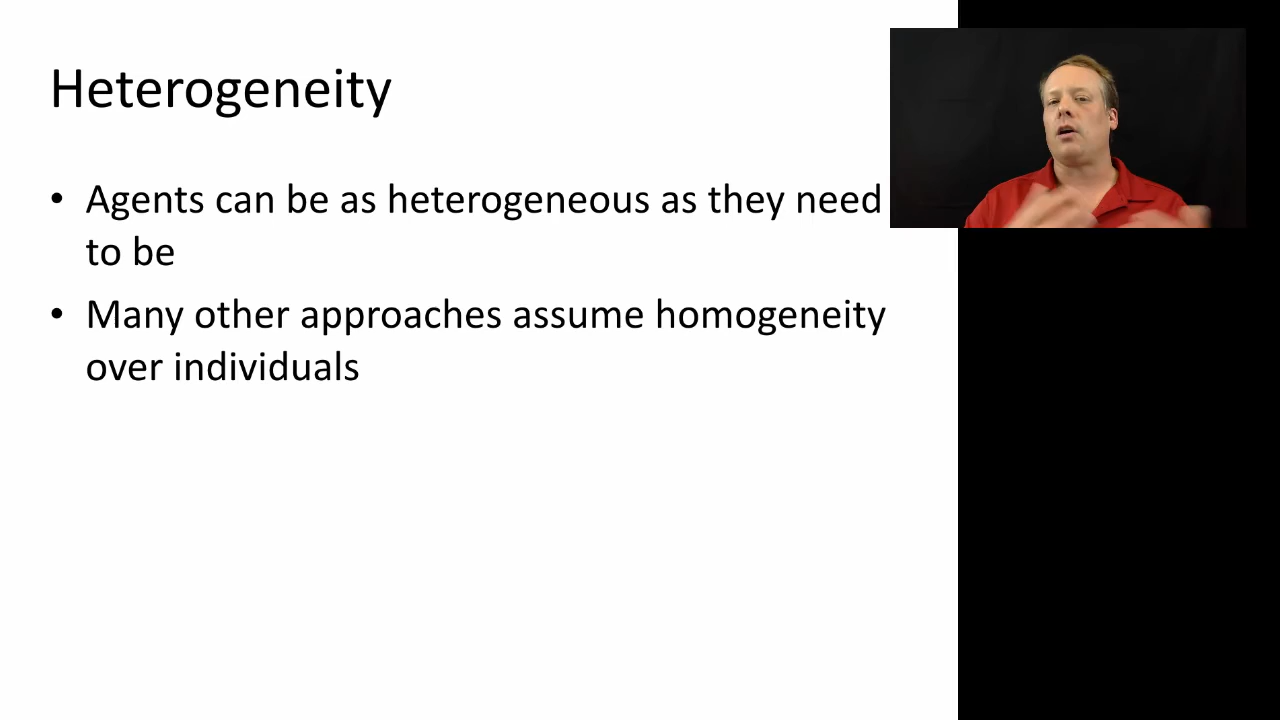 Heterogeneity
• Agents can be as heterogeneous as they need
to be
• Many other approaches assume homogeneity
over individuals